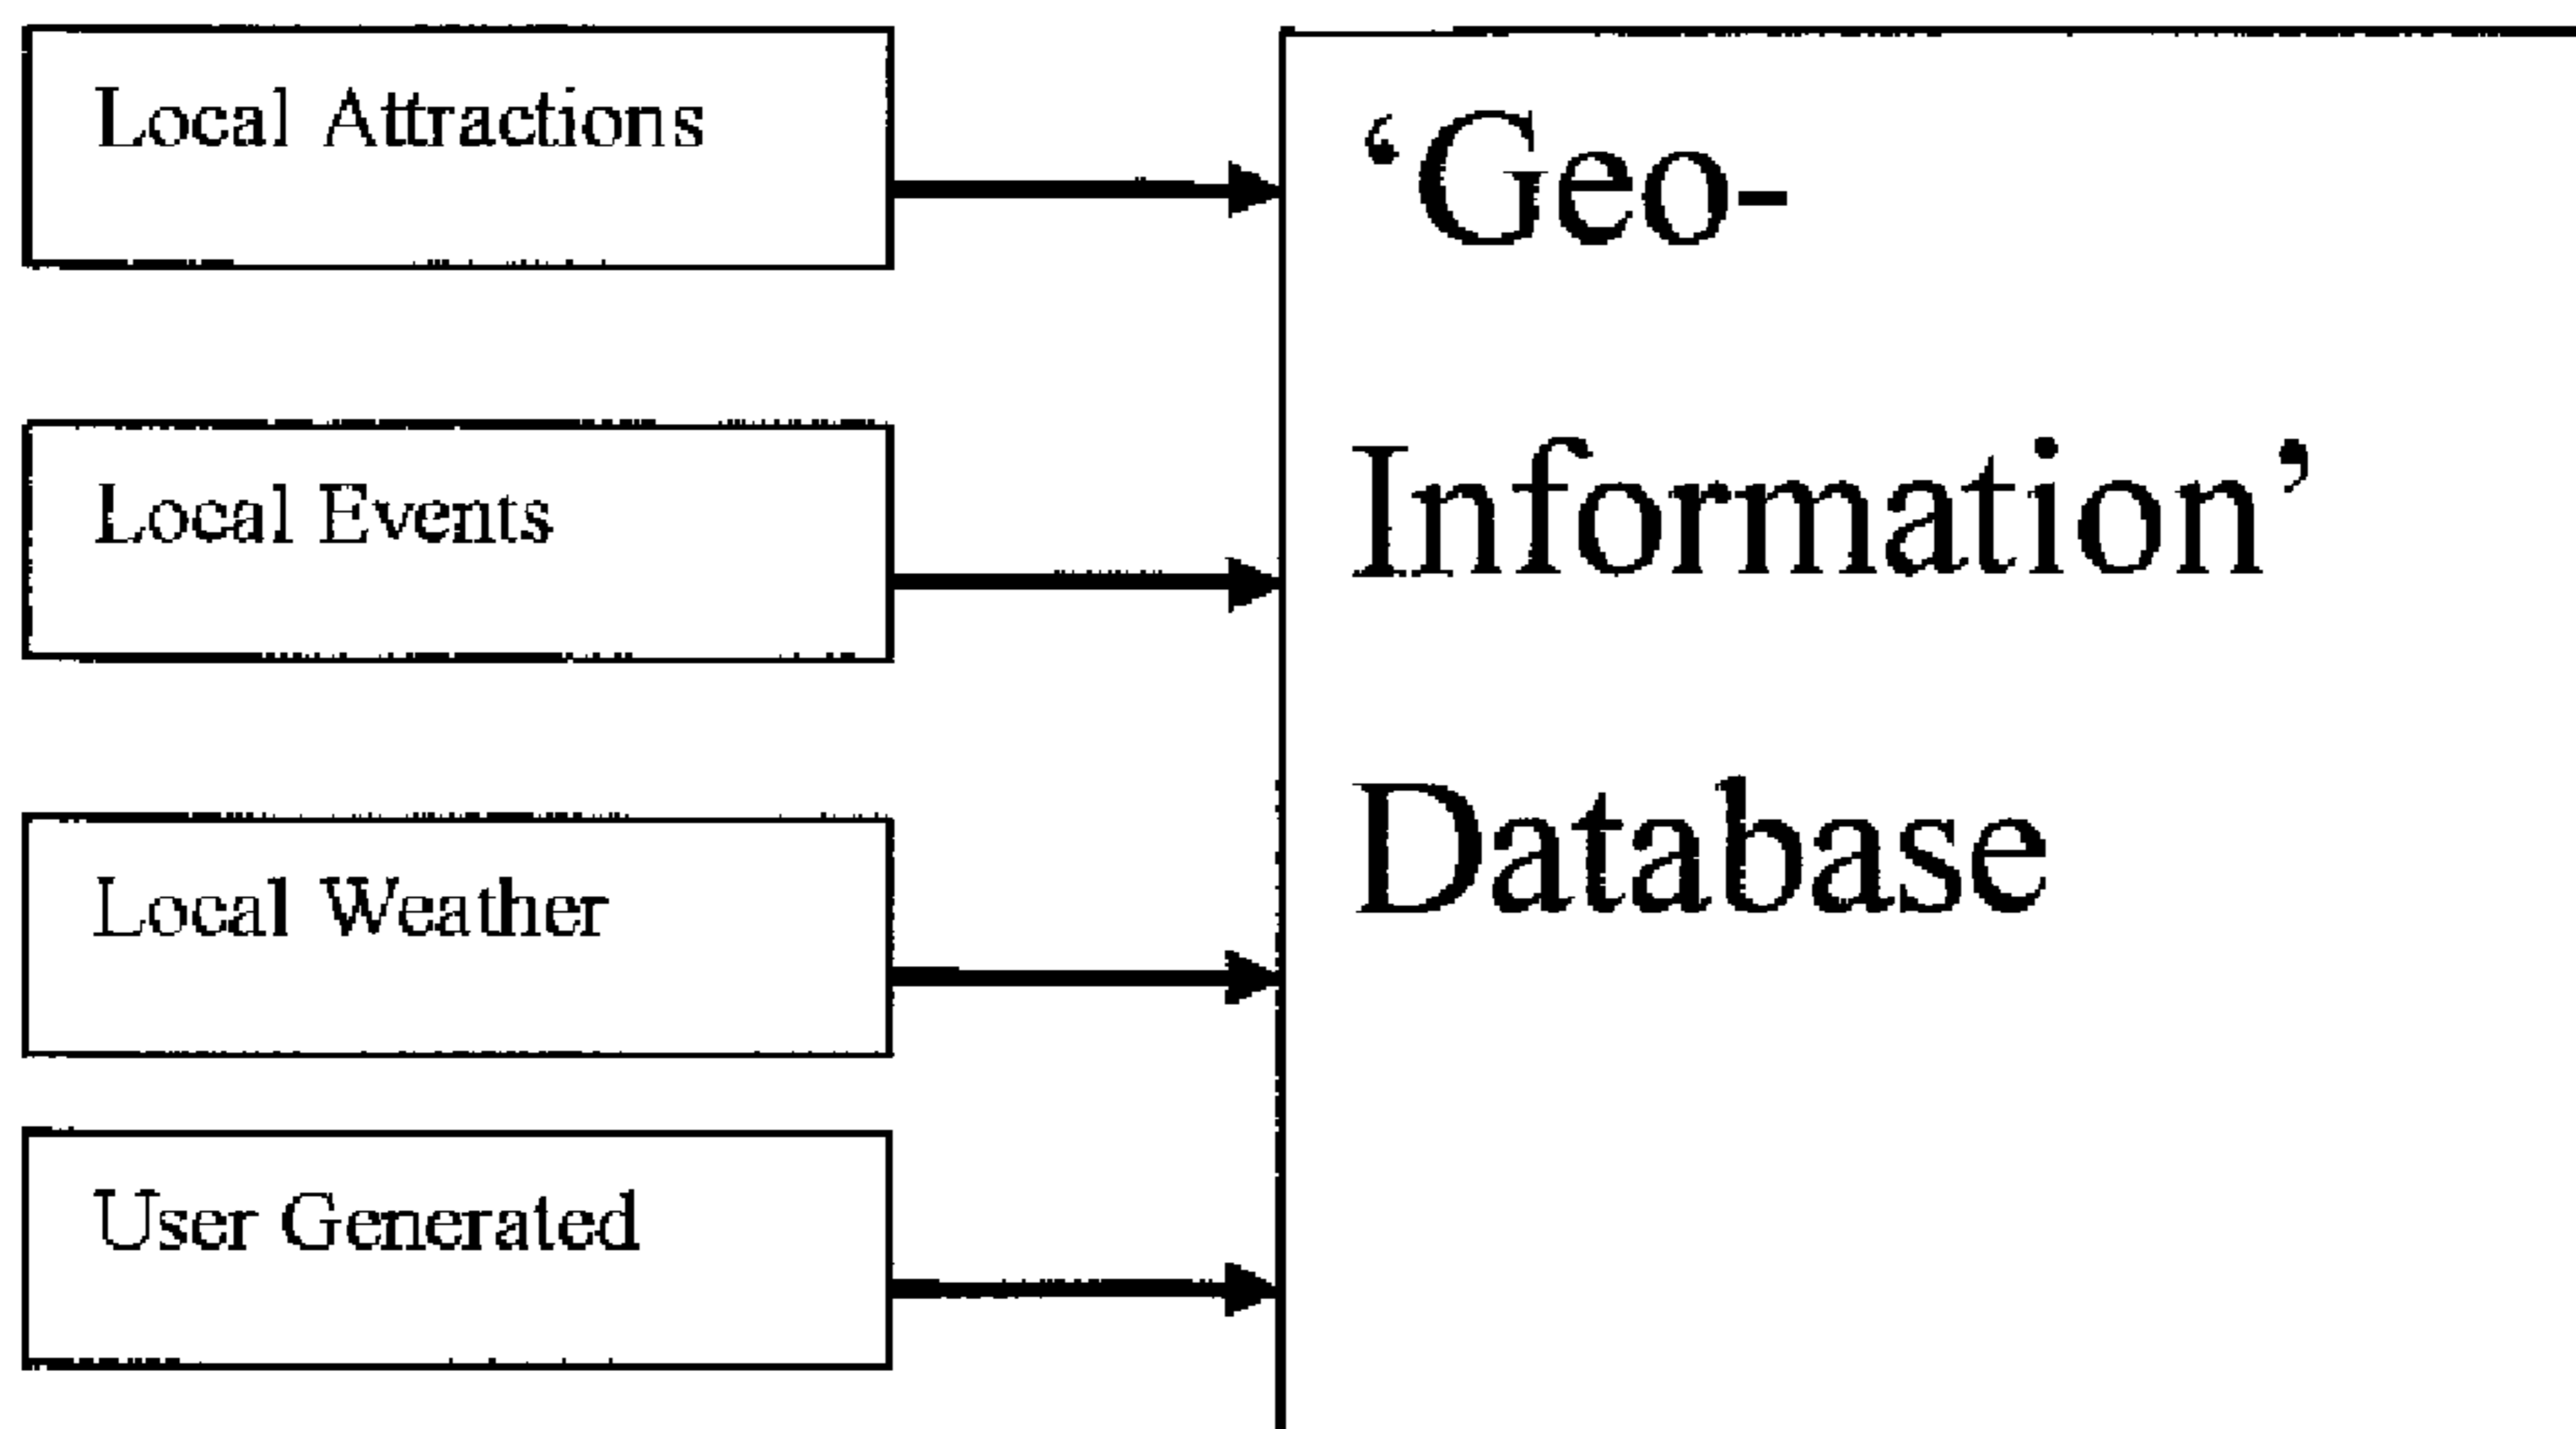 Local Attractions
Local Events
Local Weather
User Generated
‘Geo-
Information’
Database